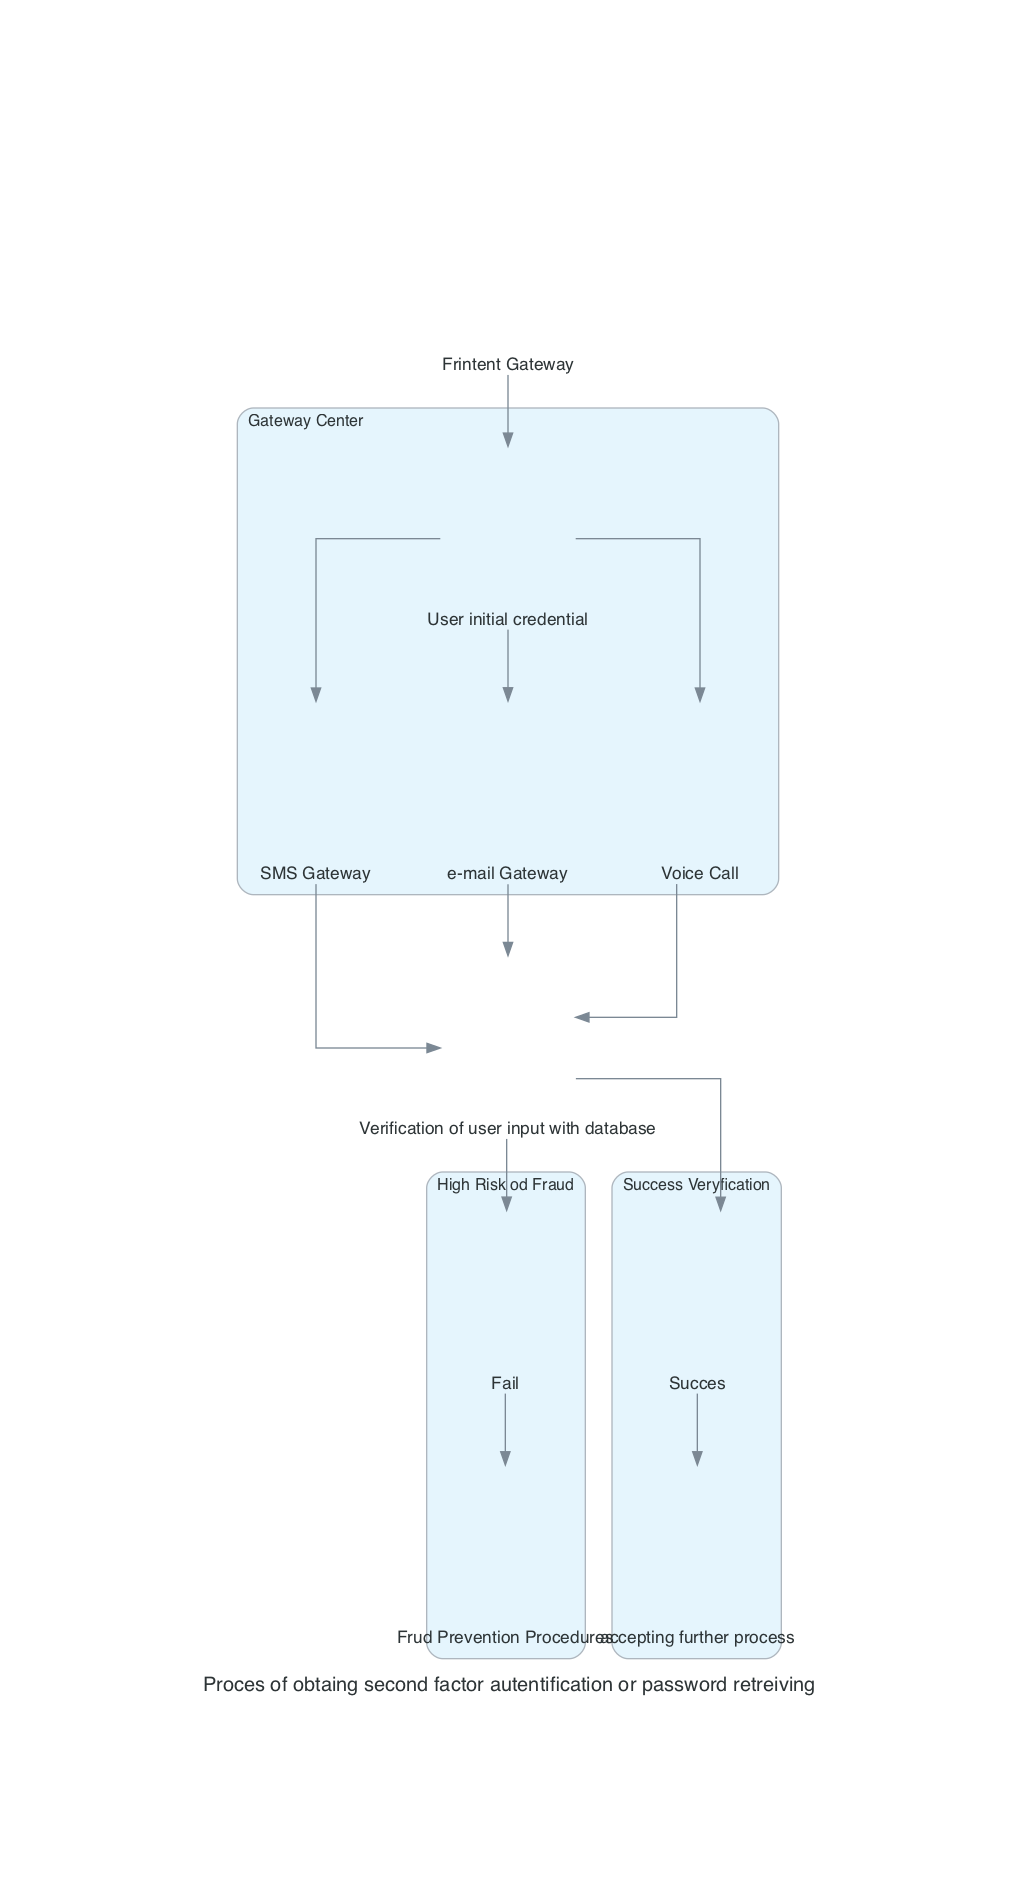 Frintent Gateway
Gateway Center
User initial credential
SMS Gateway
e-mail Gateway
Voice Call
Verification of user input with database
High Risk od Fraud
Success Veryfication
Fail
Succes
Frud Prevention Procedures
accepting further process
Proces of obtaing second factor autentification or password retreiving